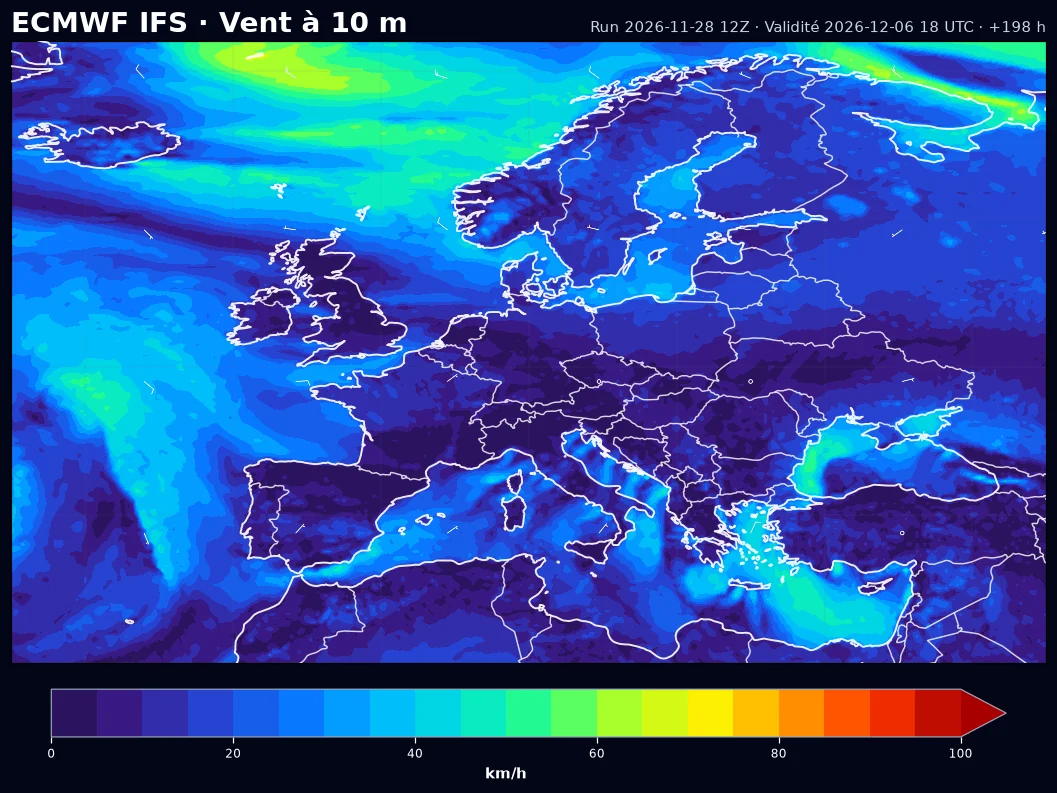 ECMWF IFS · Vent à 10 m
Run 2026-11-28 12Z · Validité 2026-12-06 18 UTC · +198 h
0 20 40 60 80 100
km/h